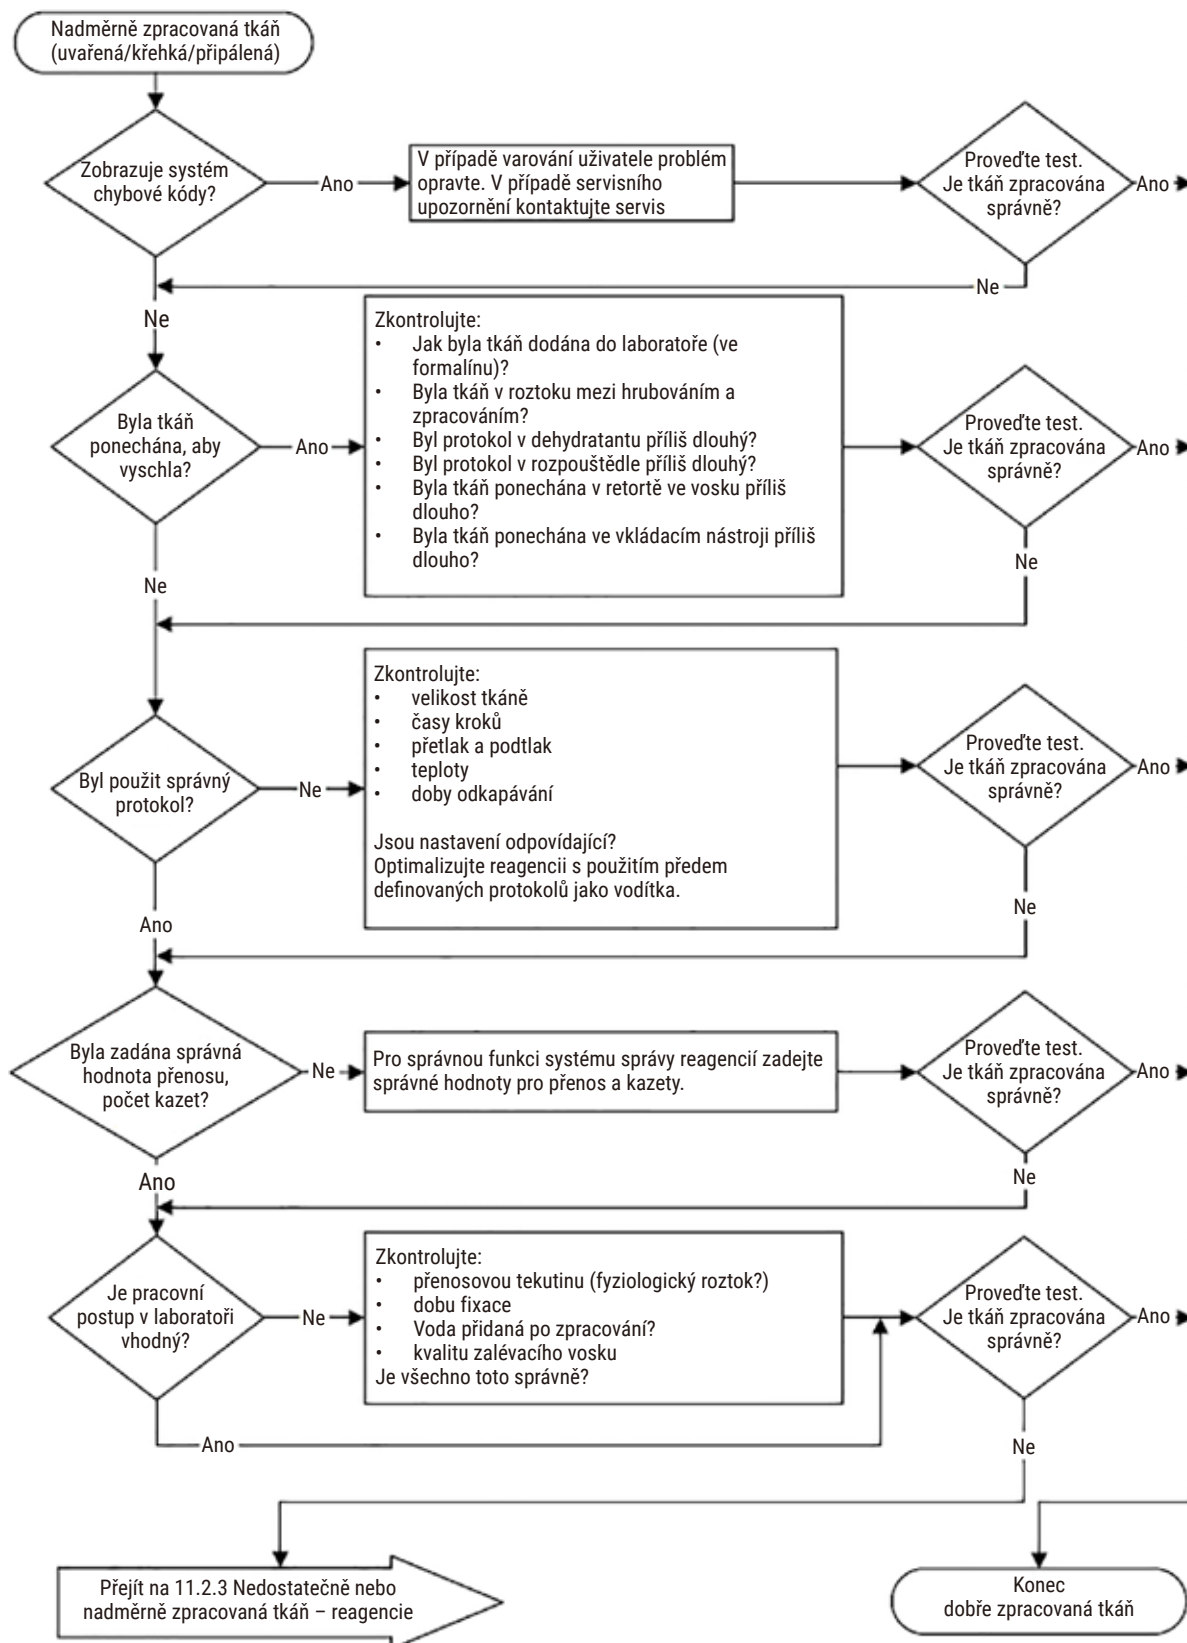 Nadměrně zpracovaná tkáň
(uvařená/křehká/připálená)
Zobrazuje systém
chybové kódy?
Ano
V případě varování uživatele problém
opravte. V případě servisního
upozornění kontaktujte servis
Proveďte test.
Je tkáň zpracována
správně?
Ano
Ne
Ne
Byla tkáň
ponechána, aby
vyschla?
Ano
Zkontrolujte:
• Jak byla tkáň dodána do laboratoře (ve
formalínu)?
• Byla tkáň v roztoku mezi hrubováním a
zpracováním?
• Byl protokol v dehydratantu příliš dlouhý?
• Byl protokol v rozpouštědle příliš dlouhý?
• Byla tkáň ponechána v retortě ve vosku příliš
dlouho?
• Byla tkáň ponechána ve vkládacím nástroji příliš
dlouho?
Proveďte test.
Je tkáň zpracována
správně?
Ano
Ne
Ne
Byl použit správný
protokol?
Ne
Zkontrolujte:
• velikost tkáně
• časy kroků
• přetlak a podtlak
• teploty
• doby odkapávání
Jsou nastavení odpovídající?
Optimalizujte reagencii s použitím předem
definovaných protokolů jako vodítka.
Proveďte test.
Je tkáň zpracována
správně?
Ano
Ne
Ano
Byla zadána správná
hodnota přenosu,
počet kazet?
Ne
Pro správnou funkci systému správy reagencií zadejte
správné hodnoty pro přenos a kazety.
Proveďte test.
Je tkáň zpracována
správně?
Ano
Ne
Ano
Je pracovní
postup v laboratoři
vhodný?
Ne
Zkontrolujte:
• přenosovou tekutinu (fyziologický roztok?)
• dobu fixace
• Voda přidaná po zpracování?
• kvalitu zalévacího vosku
Je všechno toto správně?
Proveďte test.
Je tkáň zpracována
správně?
Ano
Ano
Ne
Přejít na 11.2.3 Nedostatečně nebo
nadměrně zpracovaná tkáň – reagencie
Konec
dobře zpracovaná tkáň